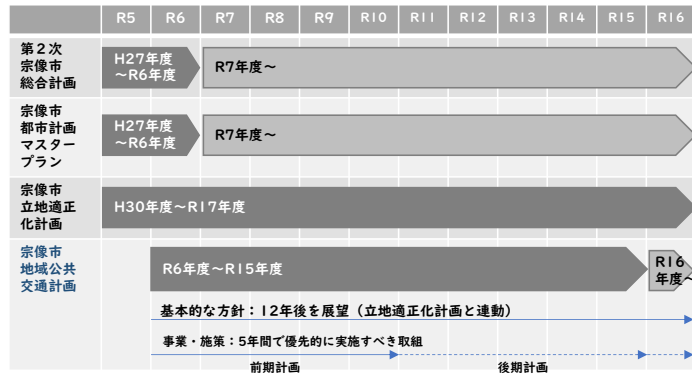 R5 R6 R7 R8 R9 R10 R11 R12 R13 R14 R15 R16
第2次
宗像市
総合計画
H27年度
～R6年度
R7年度～
宗像市
都市計画
マスター
プラン
H27年度
～R6年度
R7年度～
宗像市
立地適正
化計画
H30年度～R17年度
宗像市
地域公共
交通計画
R6年度～R15年度
R16
年度～
基本的な方針：12年後を展望（立地適正化計画と連動）
事業・施策：5年間で優先的に実施すべき取組
前期計画
後期計画